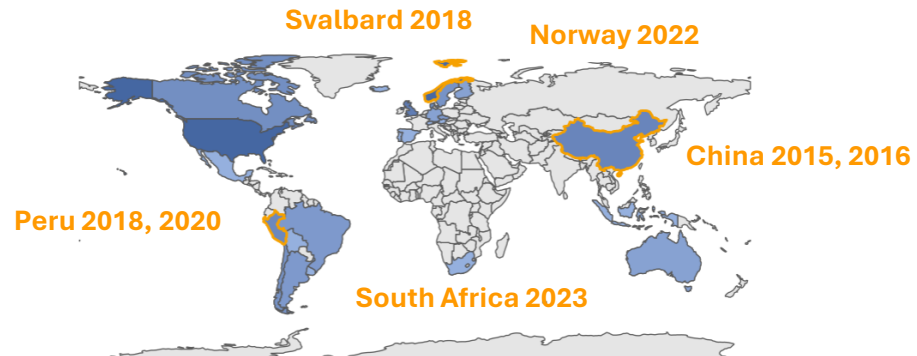 Svalbard 2018
Norway 2022
China 2015, 2016
Peru 2018, 2020
South Africa 2023